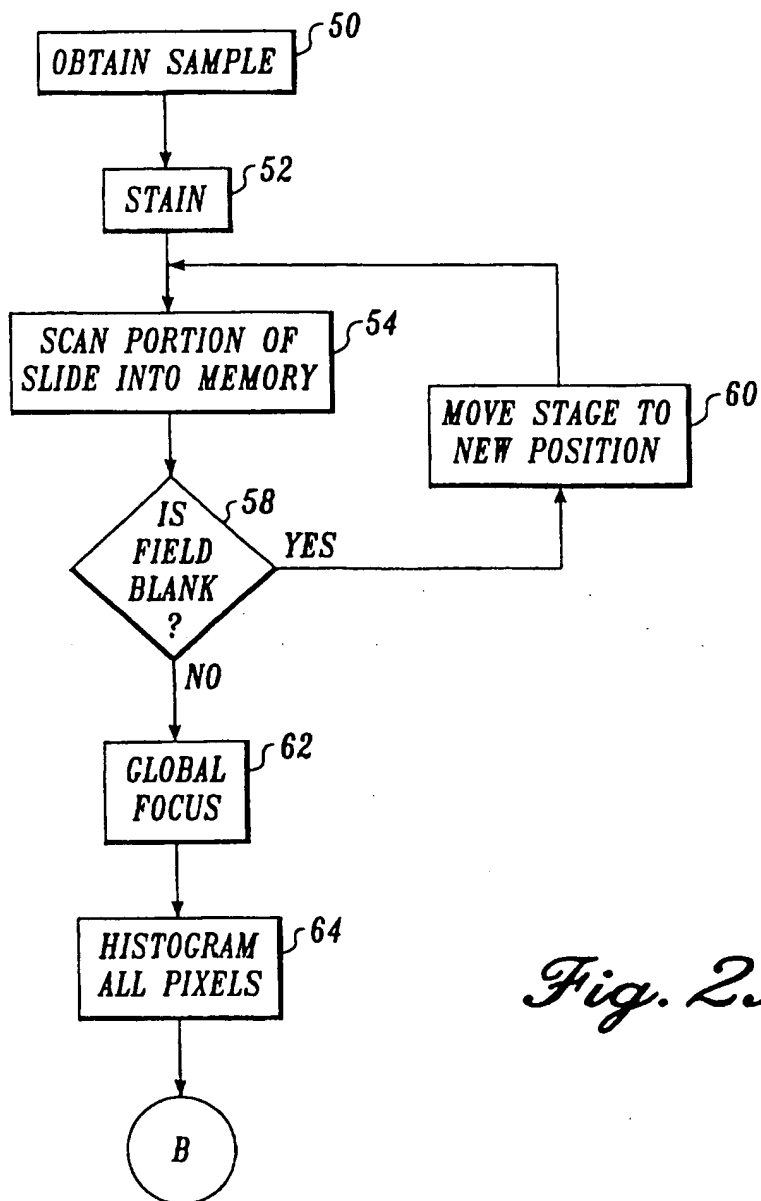 50
OBTAIN SAMPLE
52
STAIN
54
SCAN PORTION OF
SLIDE INTO MEMORY
60
MOVE STAGE TO
NEW POSITION
58
IS
FIELD
BLANK
?
YES
NO
62
GLOBAL
FOCUS
64
HISTOGRAM
ALL PIXELS
Fig. 2
B